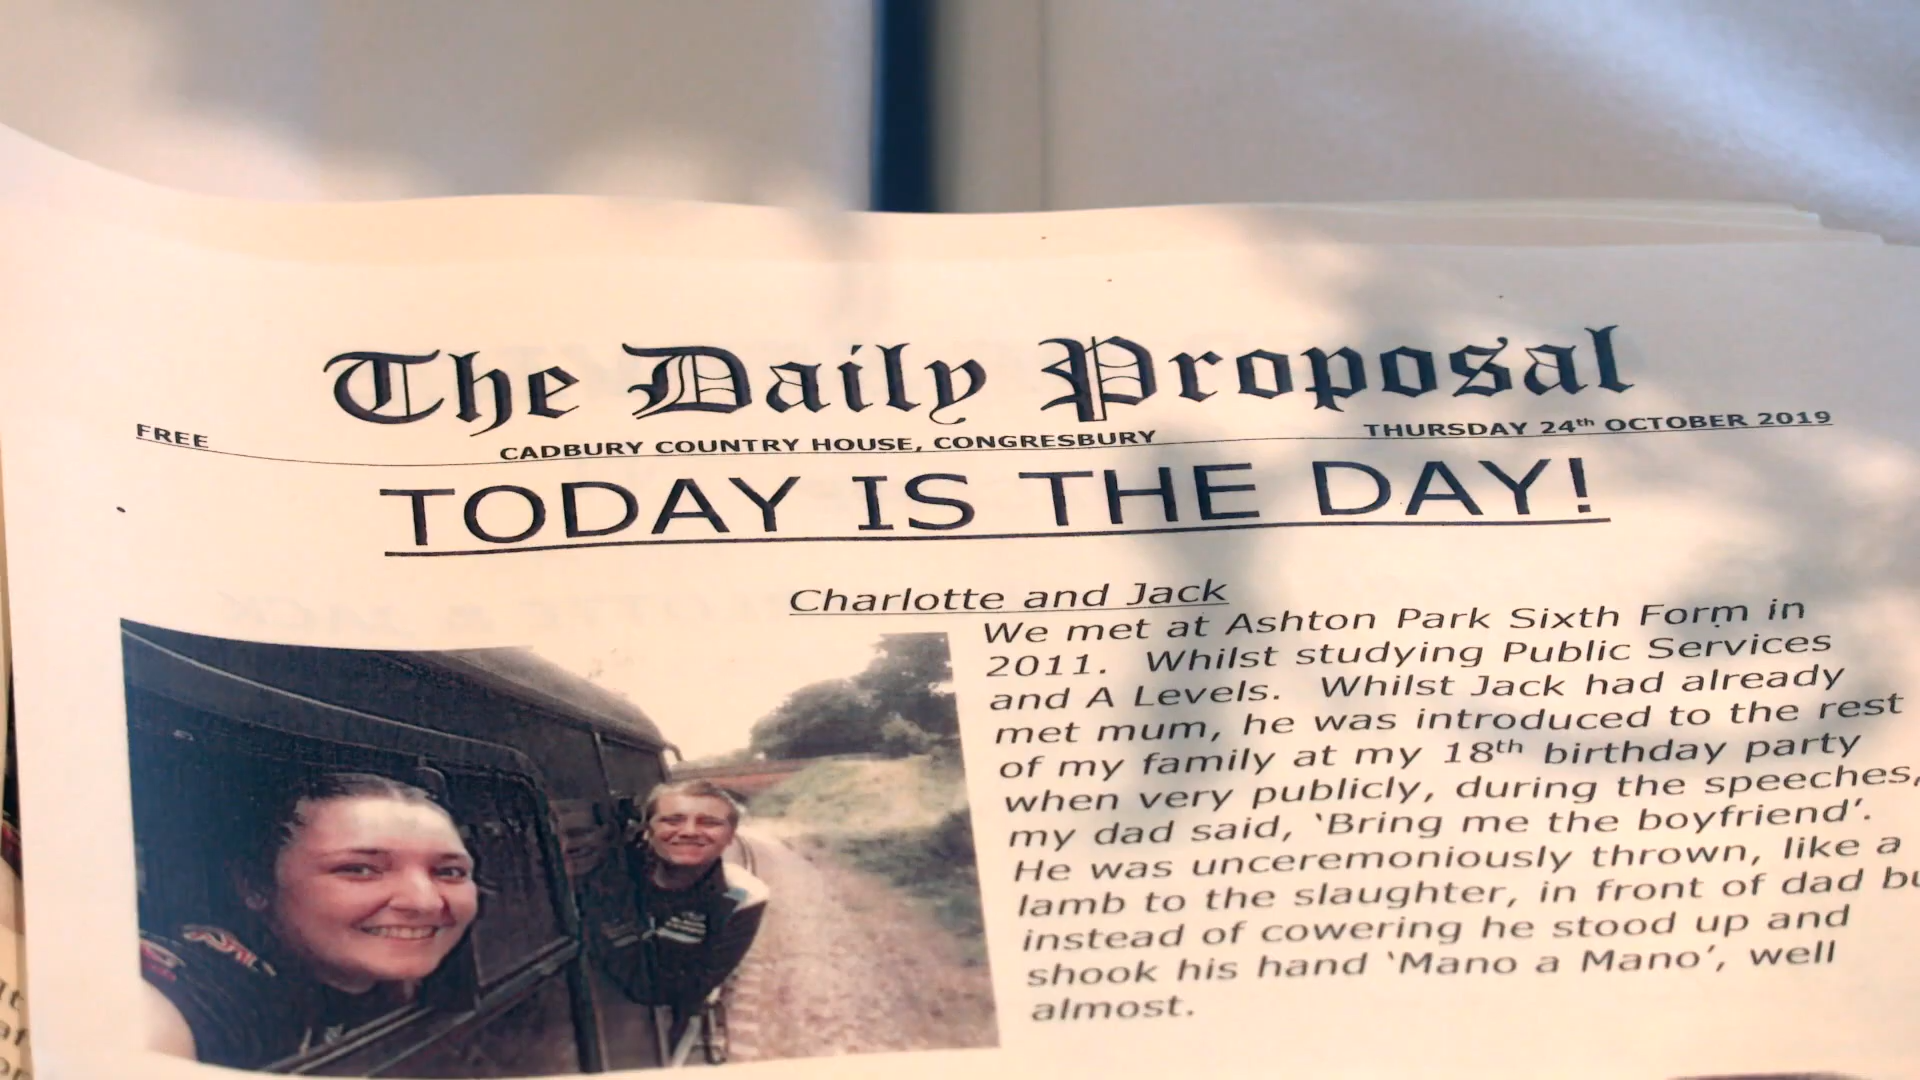 The Daily Proposal
FREE
CADBURY COUNTRY HOUSE, CONGRESBURY
THURSDAY 24th OCTOBER 2019
TODAY IS THE DAY!
Charlotte and Jack
We met at Ashton Park Sixth Form in
2011. Whilst studying Public Services
and A Levels. Whilst Jack had already
met mum, he was introduced to the rest
of my family at my 18th birthday party
when very publicly, during the speeches,
my dad said, ‘Bring me the boyfriend’.
He was unceremoniously thrown, like a
lamb to the slaughter, in front of dad
instead of cowering he stood up and
shook his hand ‘Mano a Mano’, well
almost.